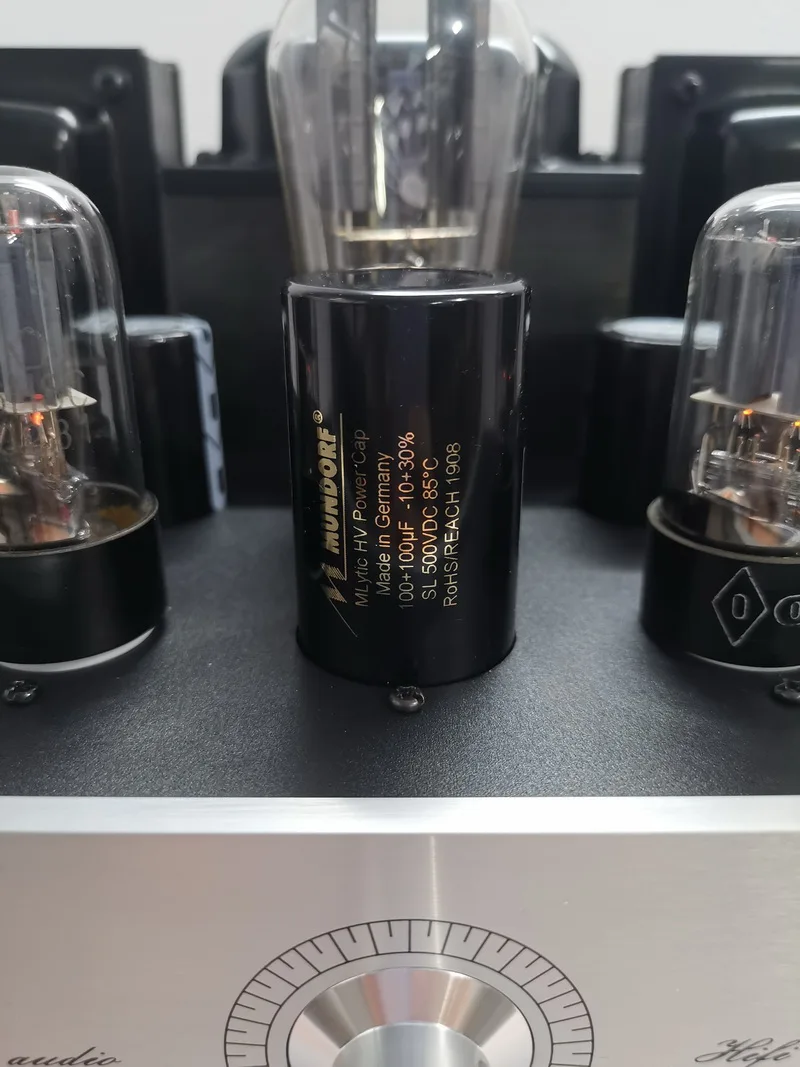 MUNDORF®
MLytic HV Power Cap
Made in Germany
100+100µF -10+30%
SL 500VDC 85°C
RoHS/REACH 1908
0
audio
Hifi